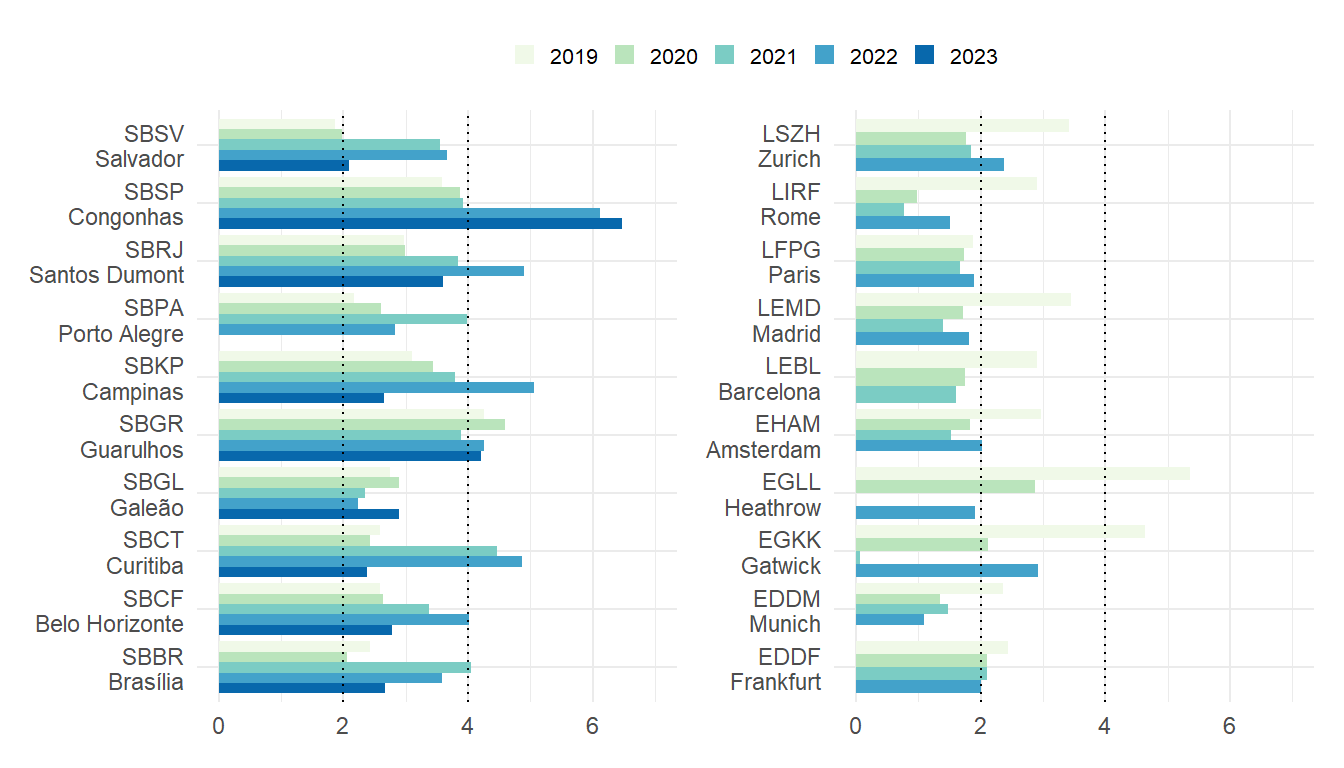 2019 2020 2021 2022 2023
SBSV
Salvador
SBSP
Congonhas
SBRJ
Santos Dumont
SBPA
Porto Alegre
SBKP
Campinas
SBGR
Guarulhos
SBGL
Galeão
SBCT
Curitiba
SBCF
Belo Horizonte
SBBR
Brasília
0 2 4 6
LSZH
Zurich
LIRF
Rome
LFPG
Paris
LEMD
Madrid
LEBL
Barcelona
EHAM
Amsterdam
EGLL
Heathrow
EGKK
Gatwick
EDDM
Munich
EDDF
Frankfurt
0 2 4 6